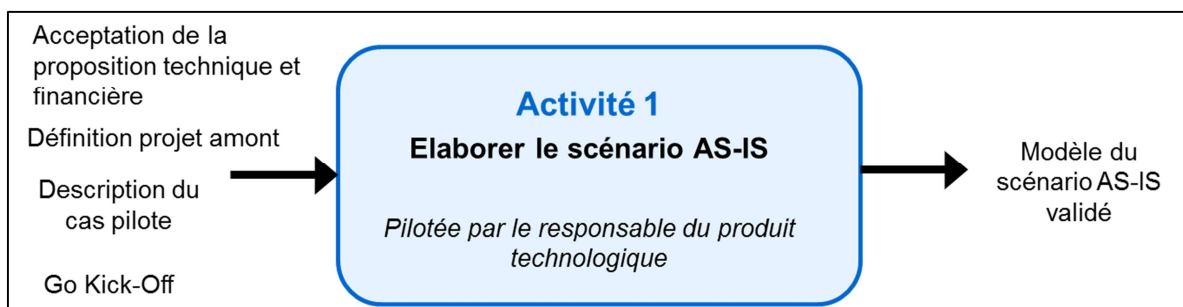 Acceptation de la
proposition technique et
financière
Définition projet amont
Description du
cas pilote
Go Kick-Off
Activité 1
Elaborer le scénario AS-IS
Pilotée par le responsable du produit
technologique
Modèle du
scénario AS-IS
validé